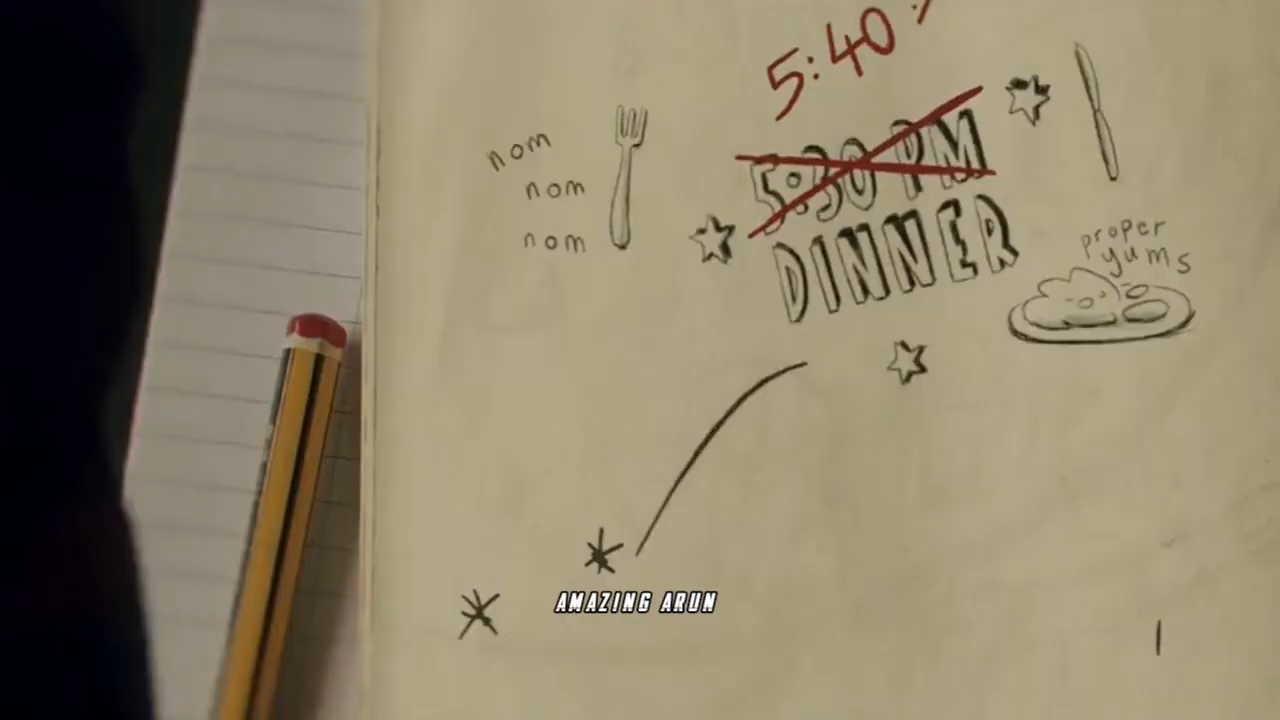 5:40
nom
nom
nom
5:30 PM
DINNER
proper
yums
AMAZING ARUN